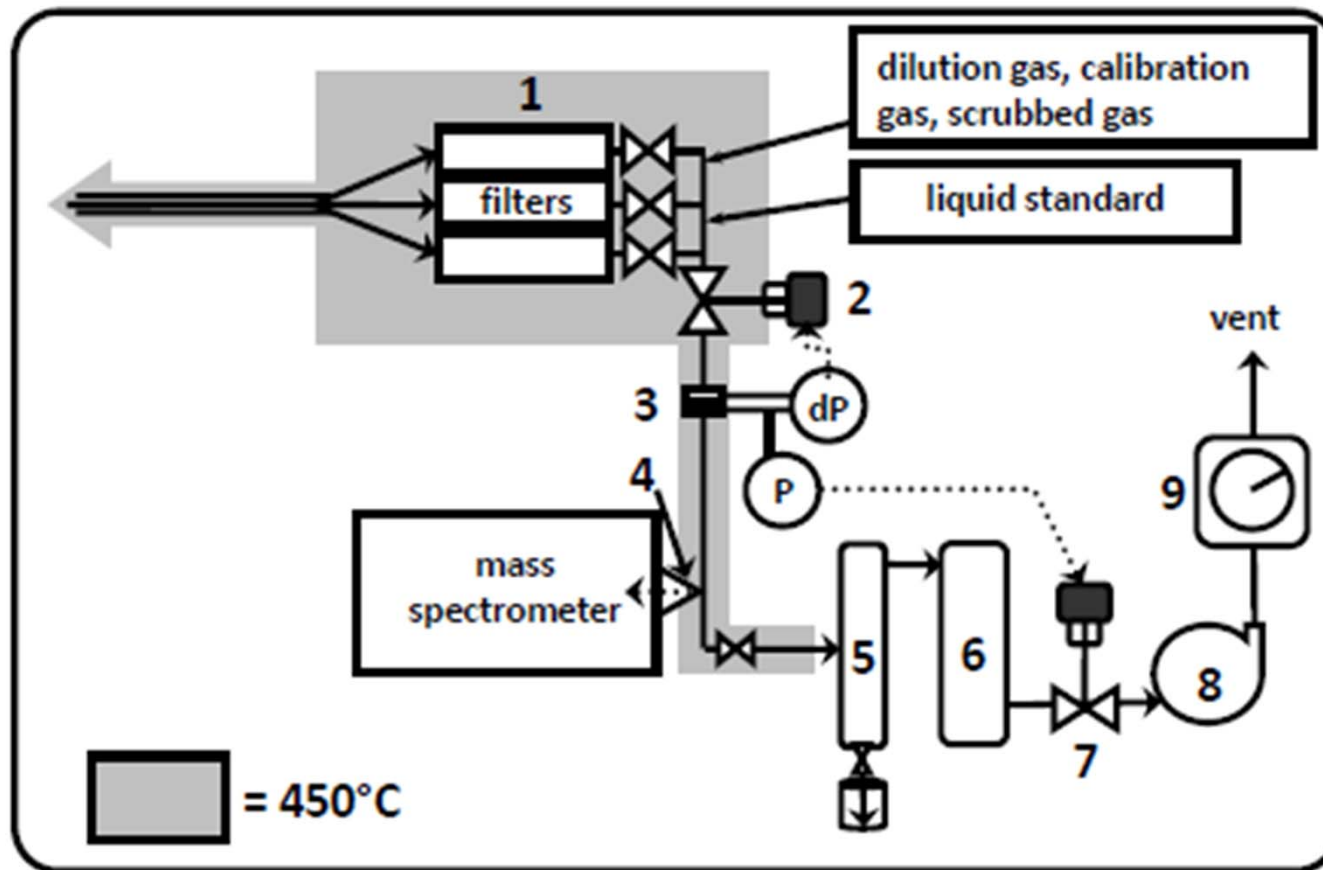 1
filters
dilution gas, calibration
gas, scrubbed gas
liquid standard
2
vent
3
dP
4
P
9
mass
spectrometer
5
6
8
7
= 450°C